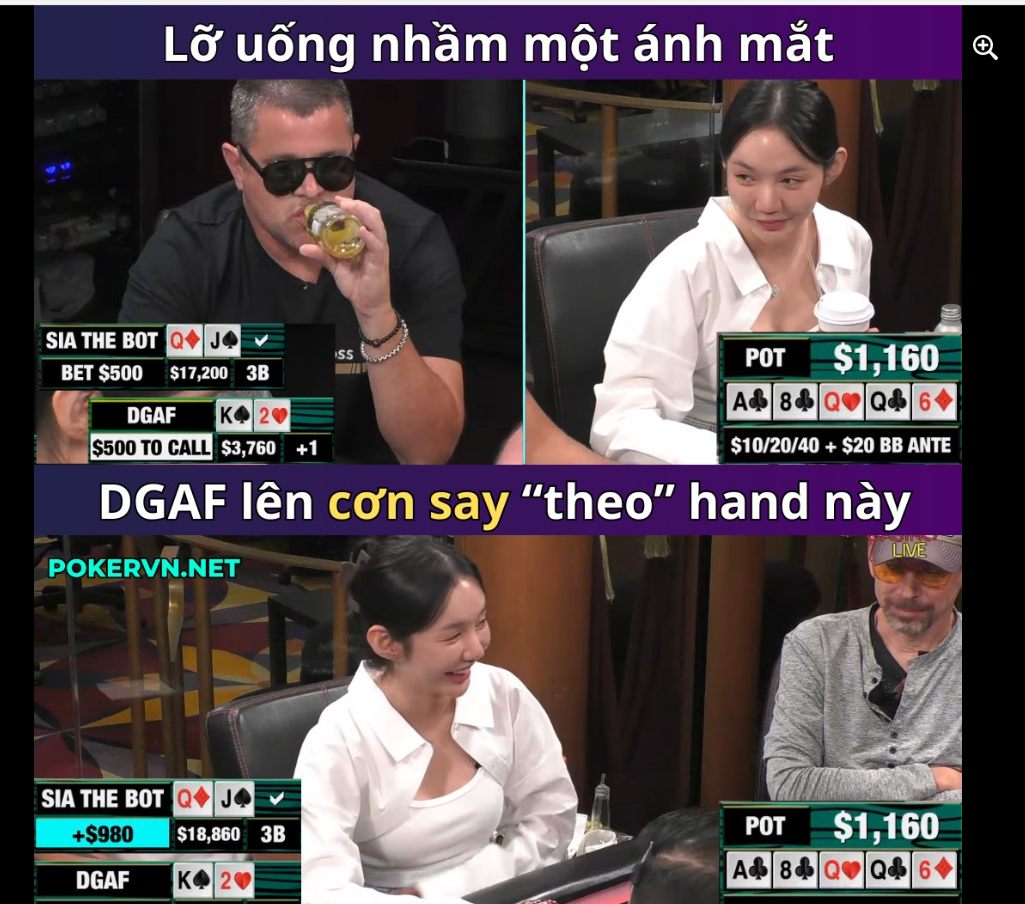 Lỡ uống nhầm một ánh mắt
SIA THE BOT Q♦ J♠ ✓
BET $500 $17,200 3B
DGAF K♠ 2♥
$500 TO CALL $3,760 +1
POT $1,160
A♣ 8♣ Q♥ Q♣ 6♦
$10/20/40 + $20 BB ANTE
DGAF lên cơn say “theo” hand này
POKERVN.NET
LIVE
SIA THE BOT Q♦ J♠ ✓
+$980 $18,860 3B
DGAF K♠ 2♥
POT $1,160
A♣ 8♣ Q♥ Q♣ 6♦